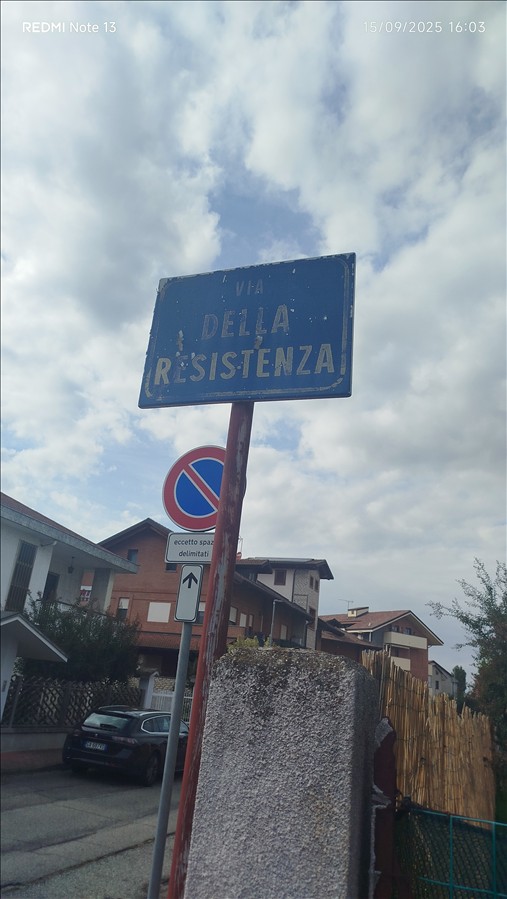 REDMI Note 13
15/09/2025 16:03
VIA
DELLA
RESISTENZA
eccetto spazi
delimitati